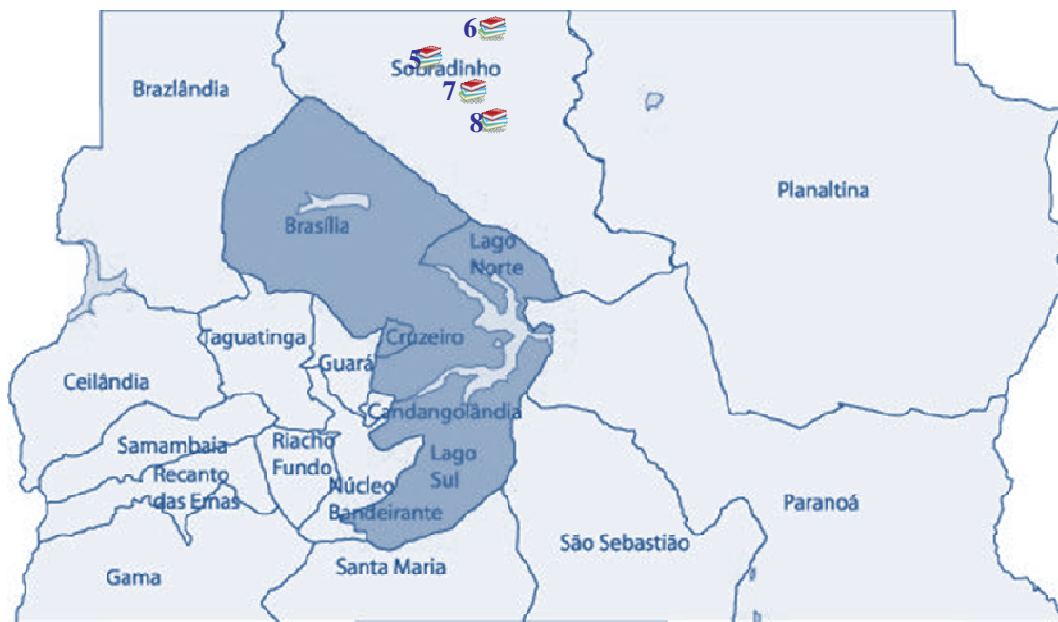 6
5
Sobradinho
Brazlândia
7
8
Planaltina
Brasília
Lago
Norte
Taguatinga
Cruzeiro
Guará
Ceilândia
Candangolândia
Samambaia
Riacho
Fundo
Lago
Sul
Recanto
das Emas
Núcleo
Bandeirante
Paranoá
São Sebastião
Santa Maria
Gama